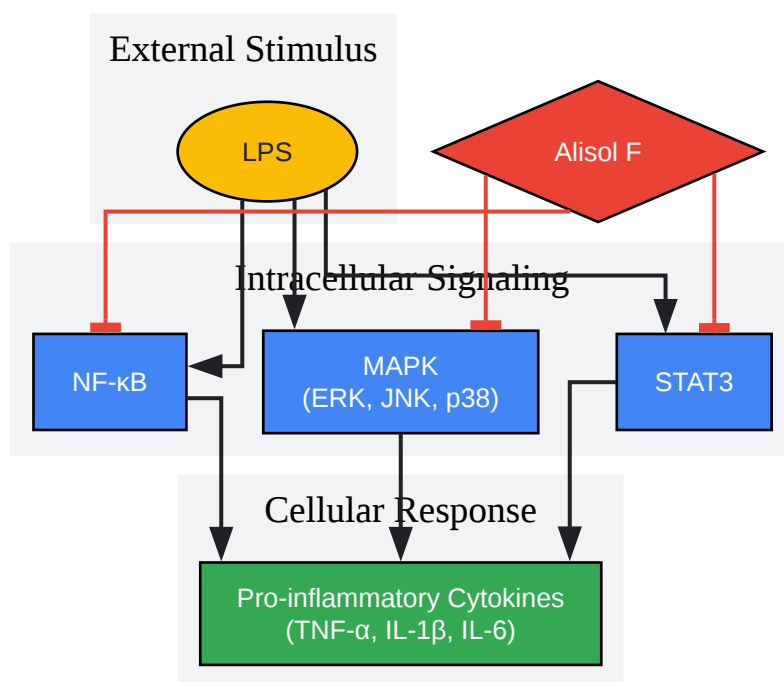 External Stimulus
LPS
Alisol F
Intracellular Signaling
NF-κB
MAPK
(ERK, JNK, p38)
STAT3
Cellular Response
Pro-inflammatory Cytokines
(TNF-α, IL-1β, IL-6)